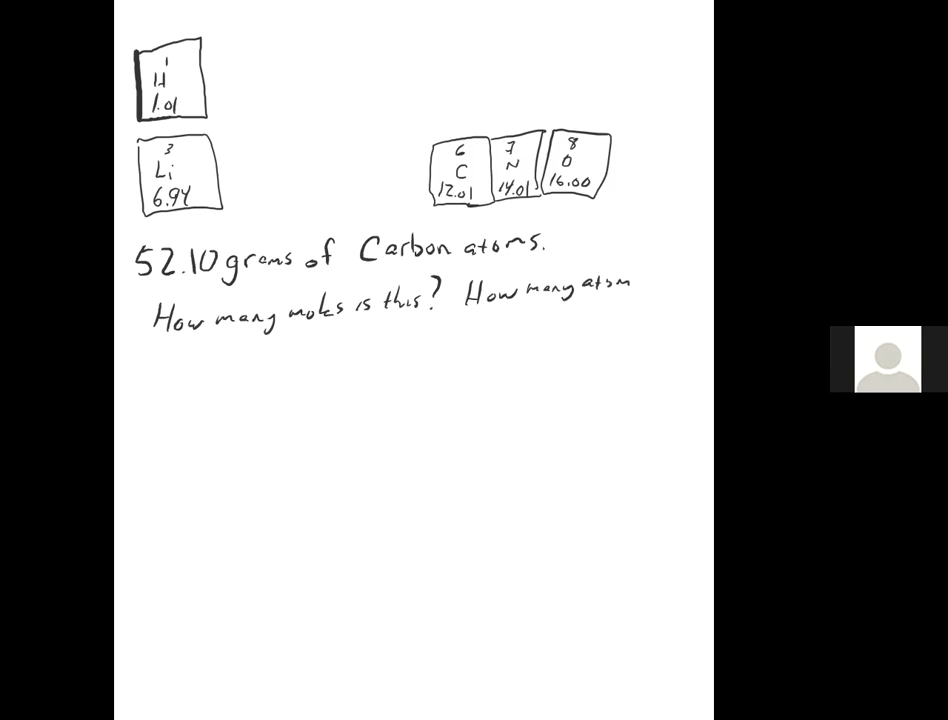 1
H
1.01
3
Li
6.94
6 7 8
C N O
12.01 14.01 16.00
52.10 grams of Carbon atoms.
How many moles is this? How many atom